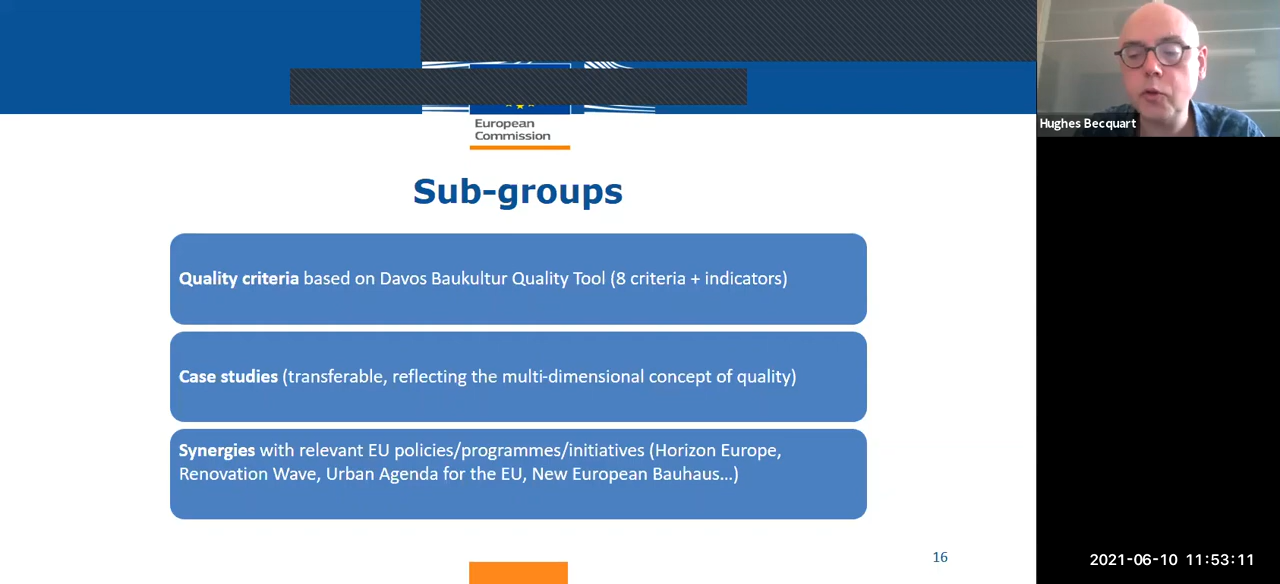 European
Commission
Hughes Becquart
Sub-groups
Quality criteria based on Davos Baukultur Quality Tool (8 criteria + indicators)
Case studies (transferable, reflecting the multi-dimensional concept of quality)
Synergies with relevant EU policies/programmes/initiatives (Horizon Europe,
Renovation Wave, Urban Agenda for the EU, New European Bauhaus...)
16
2021-06-10 11:53:11